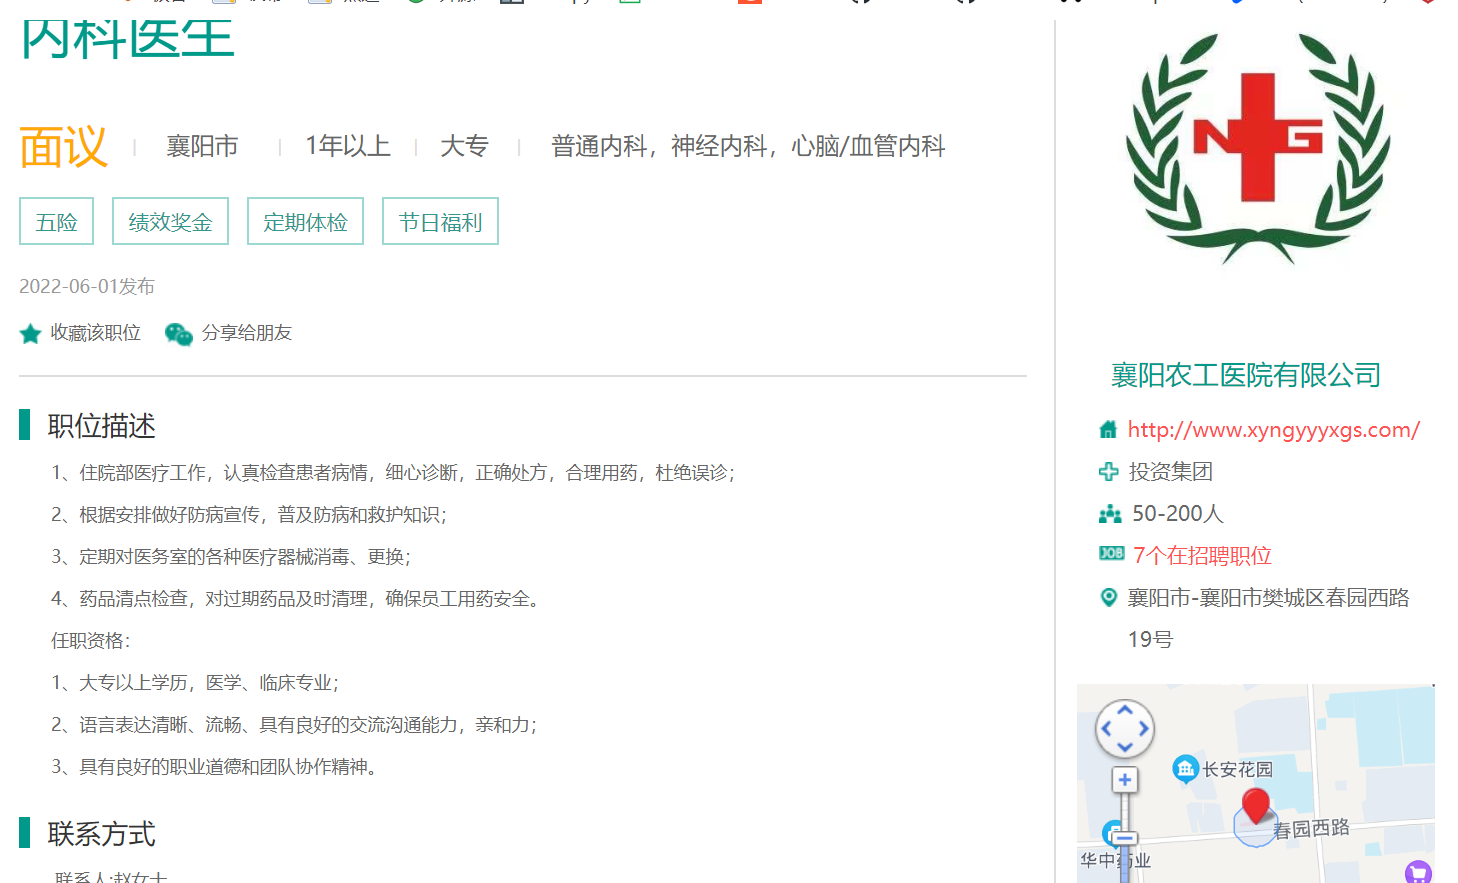 内科医生
面议
襄阳市
1年以上
大专
普通内科，神经内科，心脑/血管内科
五险
绩效奖金
定期体检
节日福利
2022-06-01发布
收藏该职位
分享给朋友
职位描述
1、住院部医疗工作，认真检查患者病情，细心诊断，正确处方，合理用药，杜绝误诊；
2、根据安排做好防病宣传，普及防病和救护知识；
3、定期对医务室的各种医疗器械消毒、更换；
4、药品清点检查，对过期药品及时清理，确保员工用药安全。
任职资格：
1、大专以上学历，医学、临床专业；
2、语言表达清晰、流畅、具有良好的交流沟通能力，亲和力；
3、具有良好的职业道德和团队协作精神。
联系方式
联系人:赵女士
NG
襄阳农工医院有限公司
http://www.xyngyyyxgs.com/
投资集团
50-200人
JOB
7个在招聘职位
襄阳市-襄阳市樊城区春园西路
19号
长安花园
春园西路
华中药业